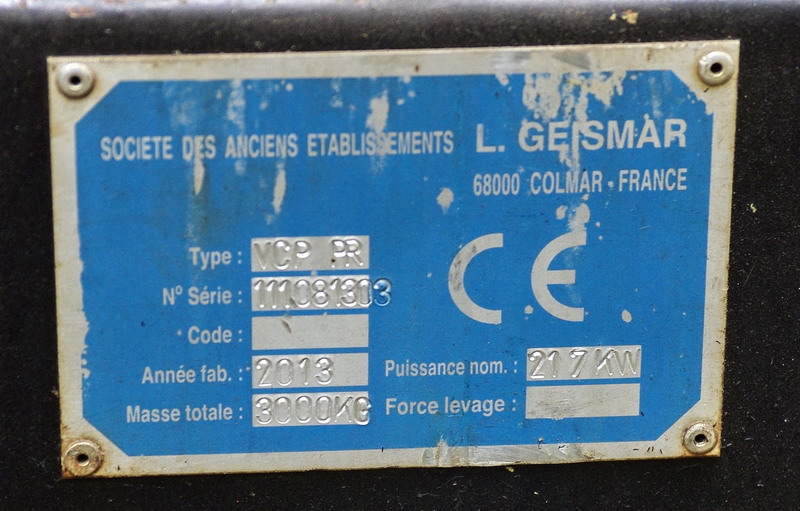 SOCIETE DES ANCIENS ETABLISSEMENTS L. GEISMAR
68000 COLMAR - FRANCE
Type : VCP PR
N° Série : 111081303
CE
Code :
Année fab. : 2013
Puissance nom. : 21 7 KW
Masse totale : 3000KG
Force levage :